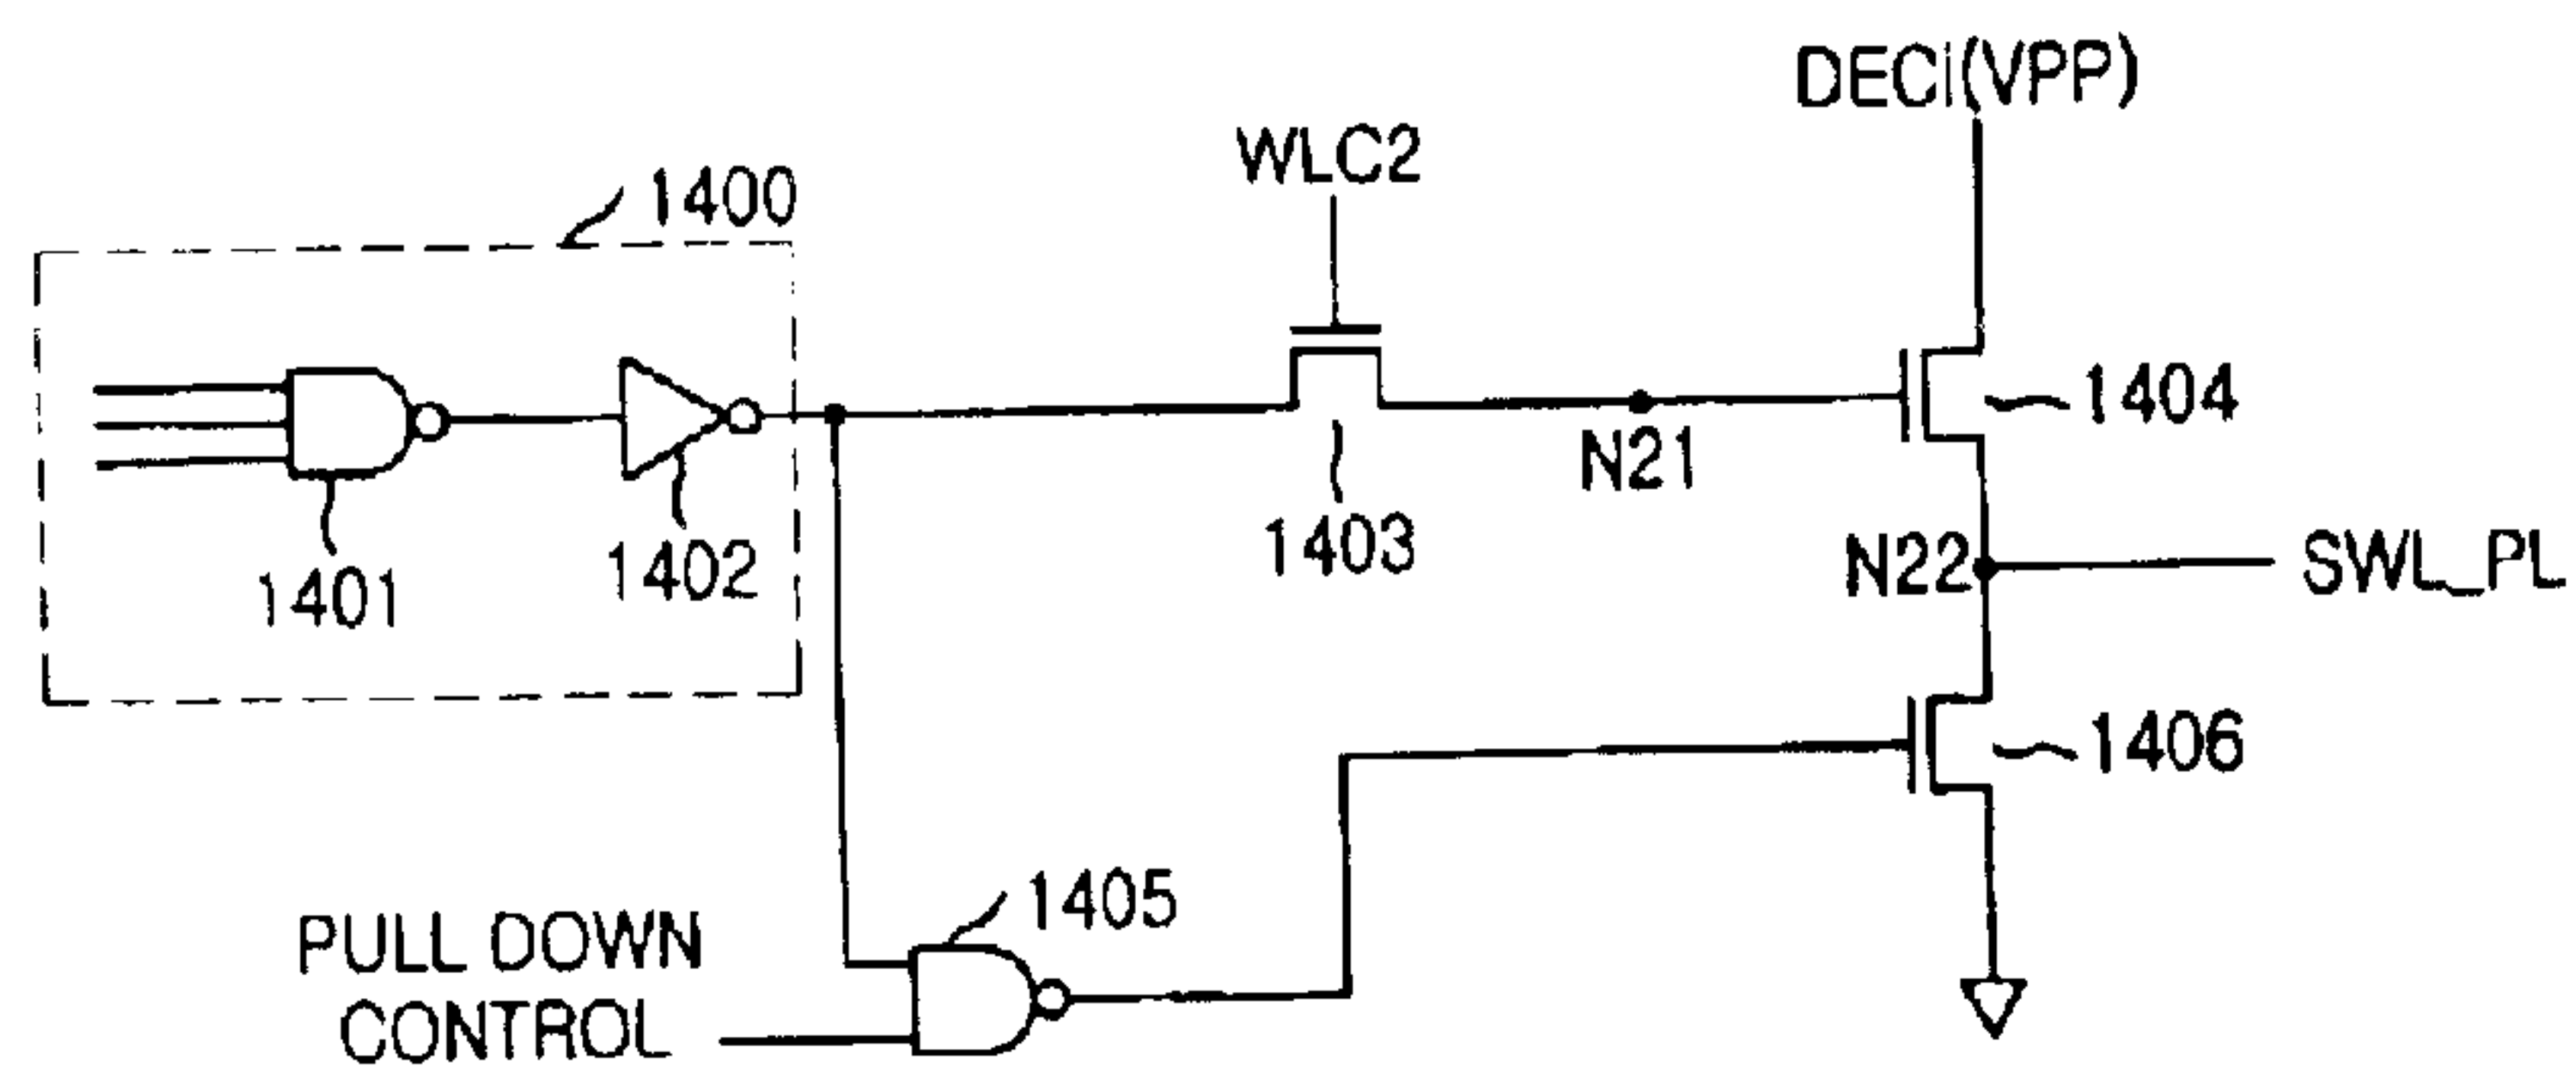 DECi(VPP)
WLC2
1400
1404
N21
1401
1402
1403
N22
SWL_PL
1406
1405
PULL DOWN
CONTROL